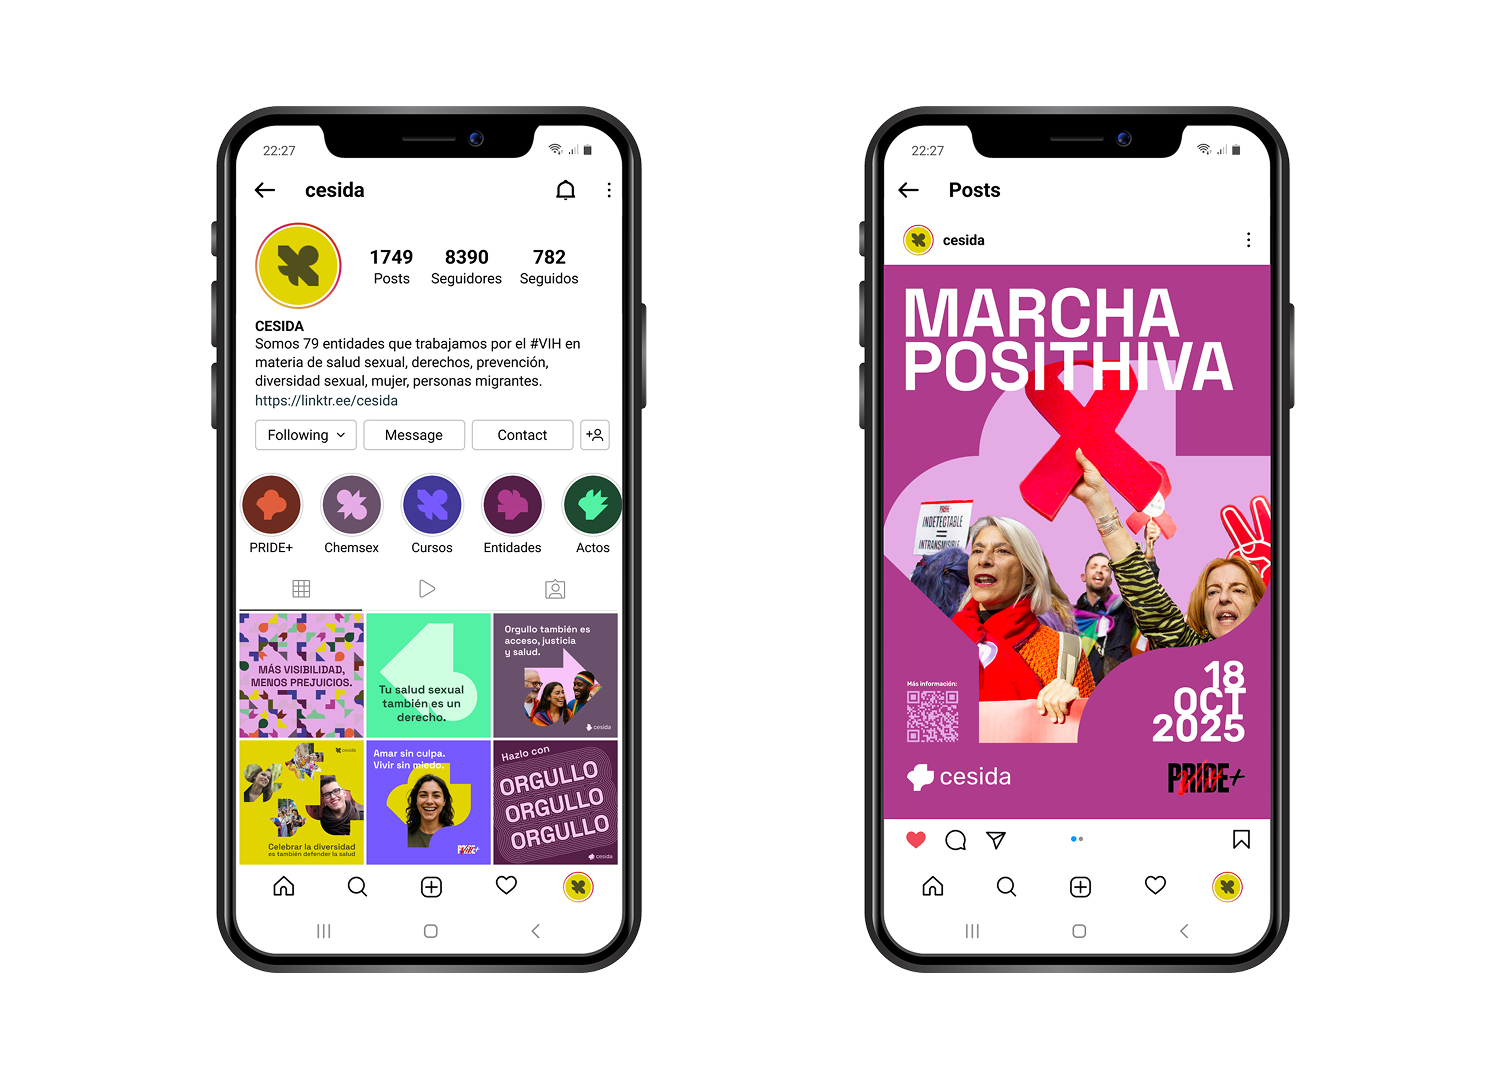 22:27
cesida
1749
Posts
8390
Seguidores
782
Seguidos
CESIDA
Somos 79 entidades que trabajamos por el #VIH en
materia de salud sexual, derechos, prevención,
diversidad sexual, mujer, personas migrantes.
https://linktr.ee/cesida
Following
Message
Contact
PRIDE+
Chemsex
Cursos
Entidades
Actos
MÁS VISIBILIDAD,
MENOS PREJUICIOS.
Tu salud sexual
también es un
derecho.
Orgullo también es
acceso, justicia
y salud.
cesida
cesida
Celebrar la diversidad
es también defender la salud
Amar sin culpa.
Vivir sin miedo.
Hazlo con
ORGULLO
ORGULLO
ORGULLO
cesida
22:27
Posts
cesida
MARCHA
POSITHIVA
PRIDE+
INDETECTABLE
=
INTRANSMISIBLE
18
OCT
2025
Más información:
cesida
PRIDE+